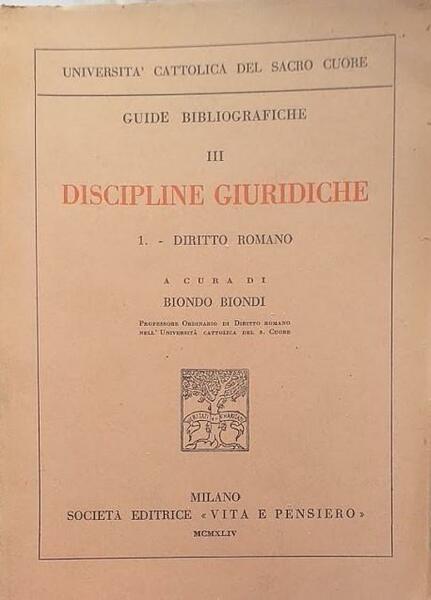 UNIVERSITA' CATTOLICA DEL SACRO CUORE
GUIDE BIBLIOGRAFICHE
III
DISCIPLINE GIURIDICHE
1. - DIRITTO ROMANO
A CURA DI
BIONDO BIONDI
PROFESSORE ORDINARIO DI DIRITTO ROMANO
NELL'UNIVERSITÀ CATTOLICA DEL S. CUORE
MILANO
SOCIETÀ EDITRICE «VITA E PENSIERO»
MCMXLIV